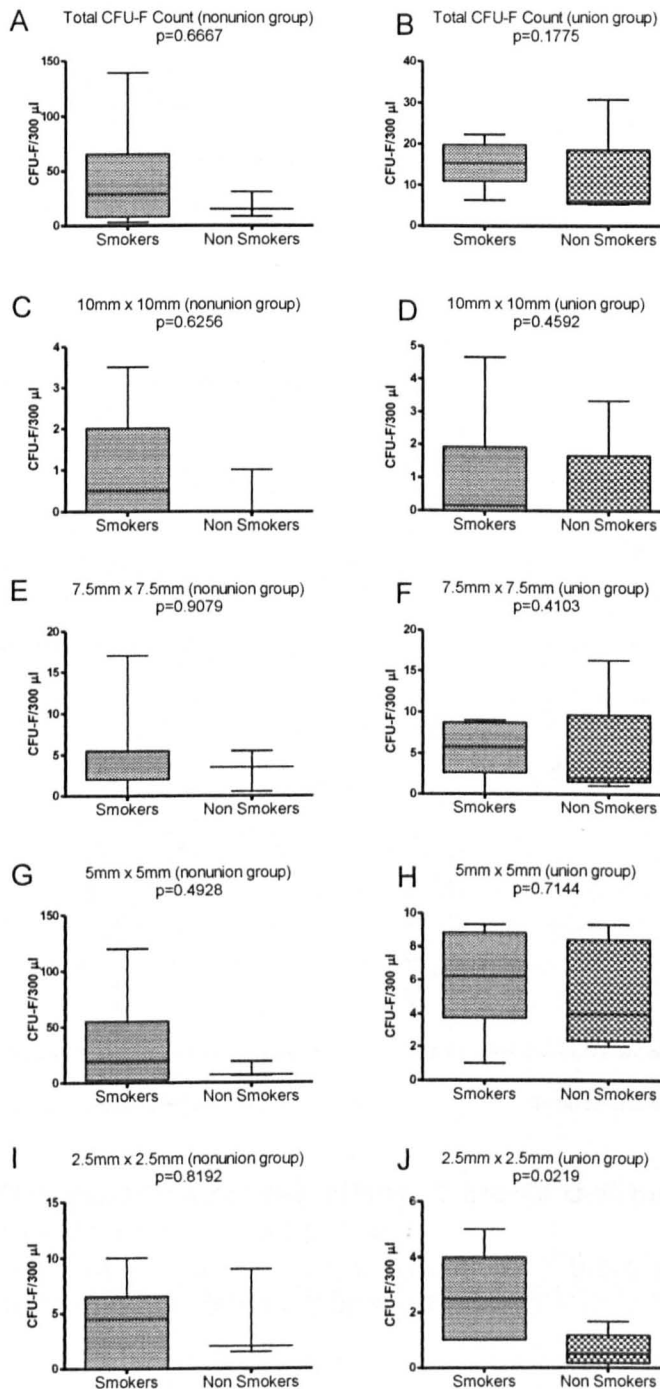 A
Total CFU-F Count (nonunion group)
p=0.6667
CFU-F/300 µl
150
100
50
0
Smokers Non Smokers
B
Total CFU-F Count (union group)
p=0.1775
CFU-F/300 µl
40
30
20
10
0
Smokers Non Smokers
C
10mm x 10mm (nonunion group)
p=0.6256
CFU-F/300 µl
4
3
2
1
0
Smokers Non Smokers
D
10mm x 10mm (union group)
p=0.4592
CFU-F/300 µl
5
4
3
2
1
0
Smokers Non Smokers
E
7.5mm x 7.5mm (nonunion group)
p=0.9079
CFU-F/300 µl
20
15
10
5
0
Smokers Non Smokers
F
7.5mm x 7.5mm (union group)
p=0.4103
CFU-F/300 µl
20
15
10
5
0
Smokers Non Smokers
G
5mm x 5mm (nonunion group)
p=0.4928
CFU-F/300 µl
150
100
50
0
Smokers Non Smokers
H
5mm x 5mm (union group)
p=0.7144
CFU-F/300 µl
10
8
6
4
2
0
Smokers Non Smokers
I
2.5mm x 2.5mm (nonunion group)
p=0.8192
CFU-F/300 µl
15
10
5
0
Smokers Non Smokers
J
2.5mm x 2.5mm (union group)
p=0.0219
CFU-F/300 µl
6
4
2
0
Smokers Non Smokers